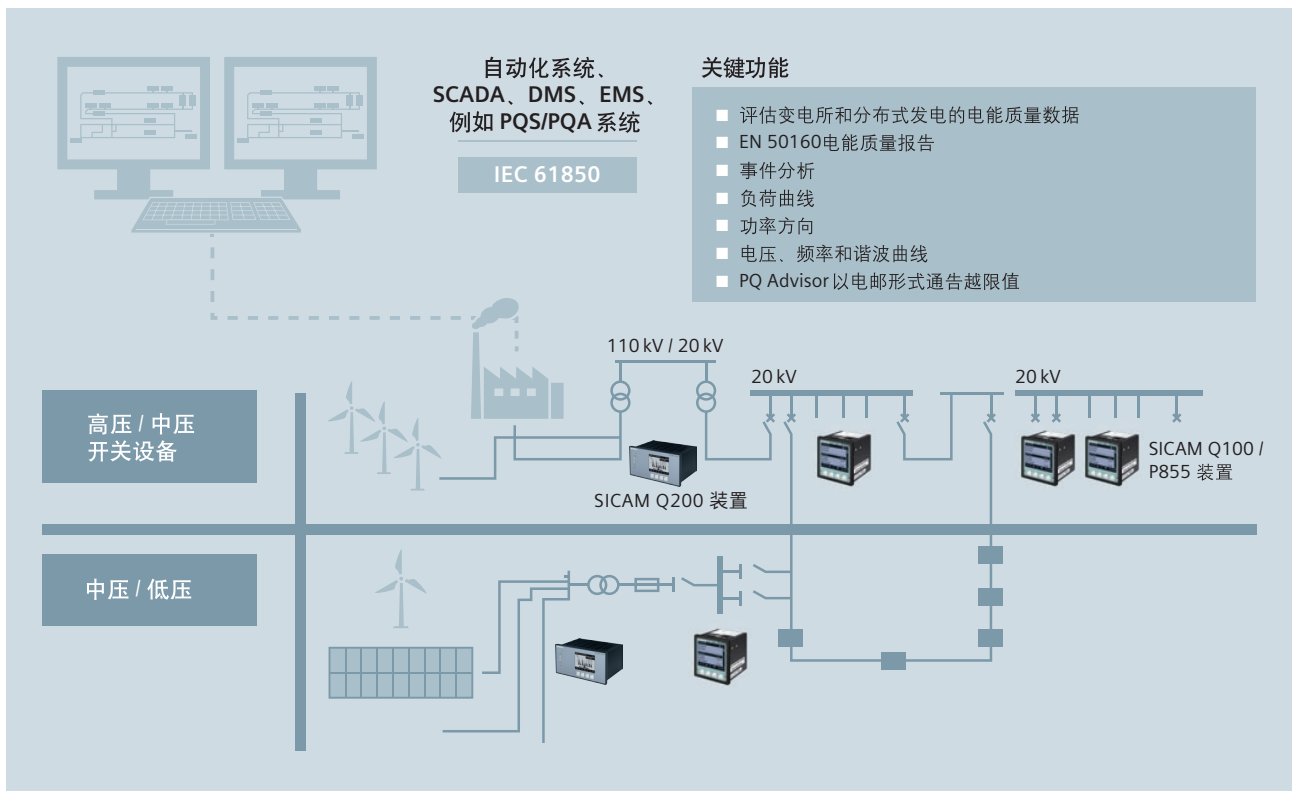 自动化系统、
SCADA、DMS、EMS、
例如 PQS/PQA 系统
IEC 61850
关键功能
评估变电所和分布式发电的电能质量数据
EN 50160电能质量报告
事件分析
负荷曲线
功率方向
电压、频率和谐波曲线
PQ Advisor以电邮形式通告越限值
110 kV / 20 kV
20 kV
20 kV
高压 / 中压
开关设备
SICAM Q200 装置
SICAM Q100 /
P855 装置
中压 / 低压